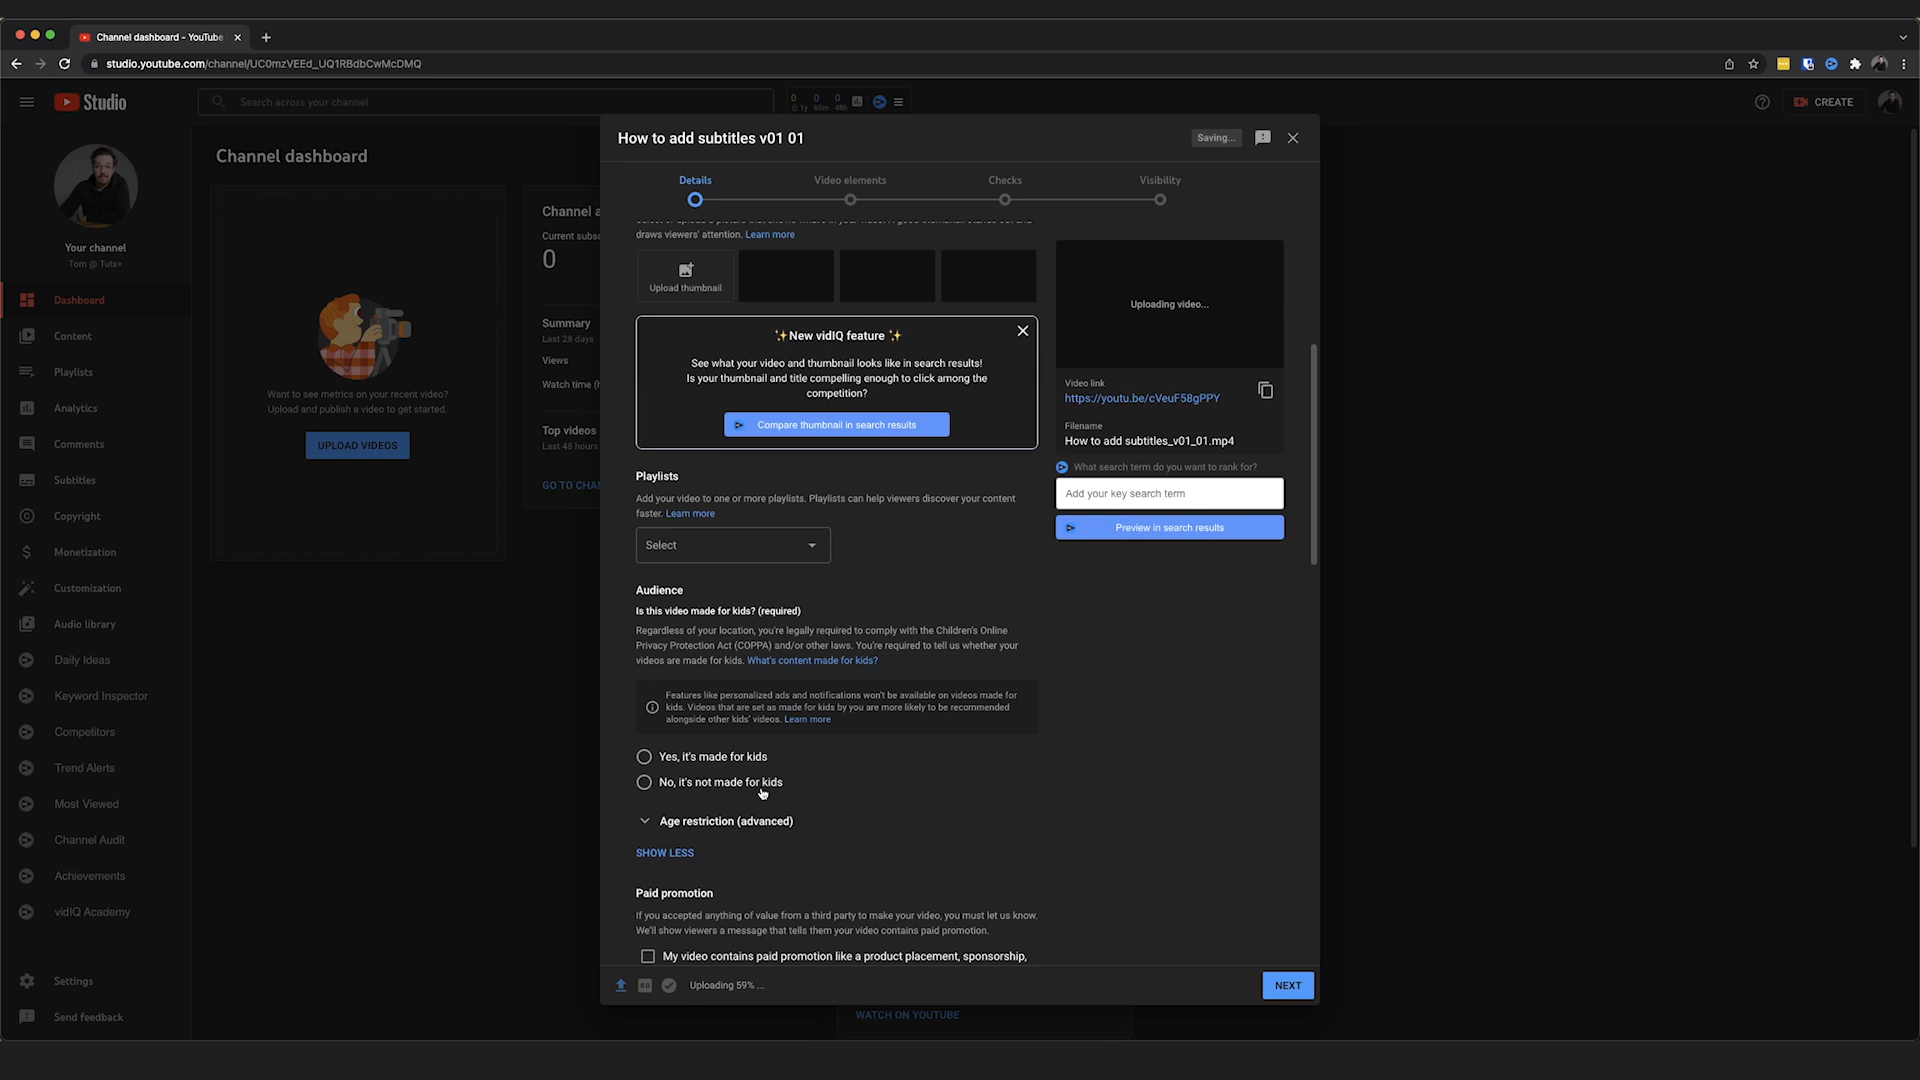 Channel dashboard - YouTube
studio.youtube.com/channel/UC0mzVEEd_UQ1RBdbCwMcDMQ
Studio
Search across your channel
0 0 0
1y 60m 48h
CREATE
Your channel
Tom @ Tuts+
Dashboard
Content
Playlists
Analytics
Comments
Subtitles
Copyright
Monetization
Customization
Audio library
Daily Ideas
Keyword Inspector
Competitors
Trend Alerts
Most Viewed
Channel Audit
Achievements
vidIQ Academy
Settings
Send feedback
Channel dashboard
Want to see metrics on your recent video?
Upload and publish a video to get started.
UPLOAD VIDEOS
Channel a
Current subsc
0
Summary
Last 28 days
Views
Watch time (h
Top videos
Last 48 hours
GO TO CHAN
How to add subtitles v01 01
Saving...
Details
Video elements
Checks
Visibility
draws viewers' attention. Learn more
Upload thumbnail
✨New vidIQ feature ✨
See what your video and thumbnail looks like in search results!
Is your thumbnail and title compelling enough to click among the
competition?
Compare thumbnail in search results
Playlists
Add your video to one or more playlists. Playlists can help viewers discover your content
faster. Learn more
Select
Audience
Is this video made for kids? (required)
Regardless of your location, you're legally required to comply with the Children's Online
Privacy Protection Act (COPPA) and/or other laws. You're required to tell us whether your
videos are made for kids. What's content made for kids?
Features like personalized ads and notifications won't be available on videos made for
kids. Videos that are set as made for kids by you are more likely to be recommended
alongside other kids' videos. Learn more
Yes, it's made for kids
No, it's not made for kids
Age restriction (advanced)
SHOW LESS
Paid promotion
If you accepted anything of value from a third party to make your video, you must let us know.
We'll show viewers a message that tells them your video contains paid promotion.
My video contains paid promotion like a product placement, sponsorship,
Uploading video...
Video link
https://youtu.be/cVeuF58gPPY
Filename
How to add subtitles_v01_01.mp4
What search term do you want to rank for?
Add your key search term
Preview in search results
Uploading 59% ...
NEXT
WATCH ON YOUTUBE